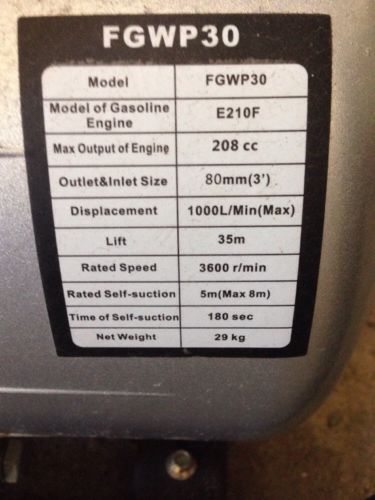 FGWP30
Model FGWP30
Model of Gasoline
Engine E210F
Max Output of Engine 208 cc
Outlet&Inlet Size 80mm(3')
Displacement 1000L/Min(Max)
Lift 35m
Rated Speed 3600 r/min
Rated Self-suction 5m(Max 8m)
Time of Self-suction 180 sec
Net Weight 29 kg